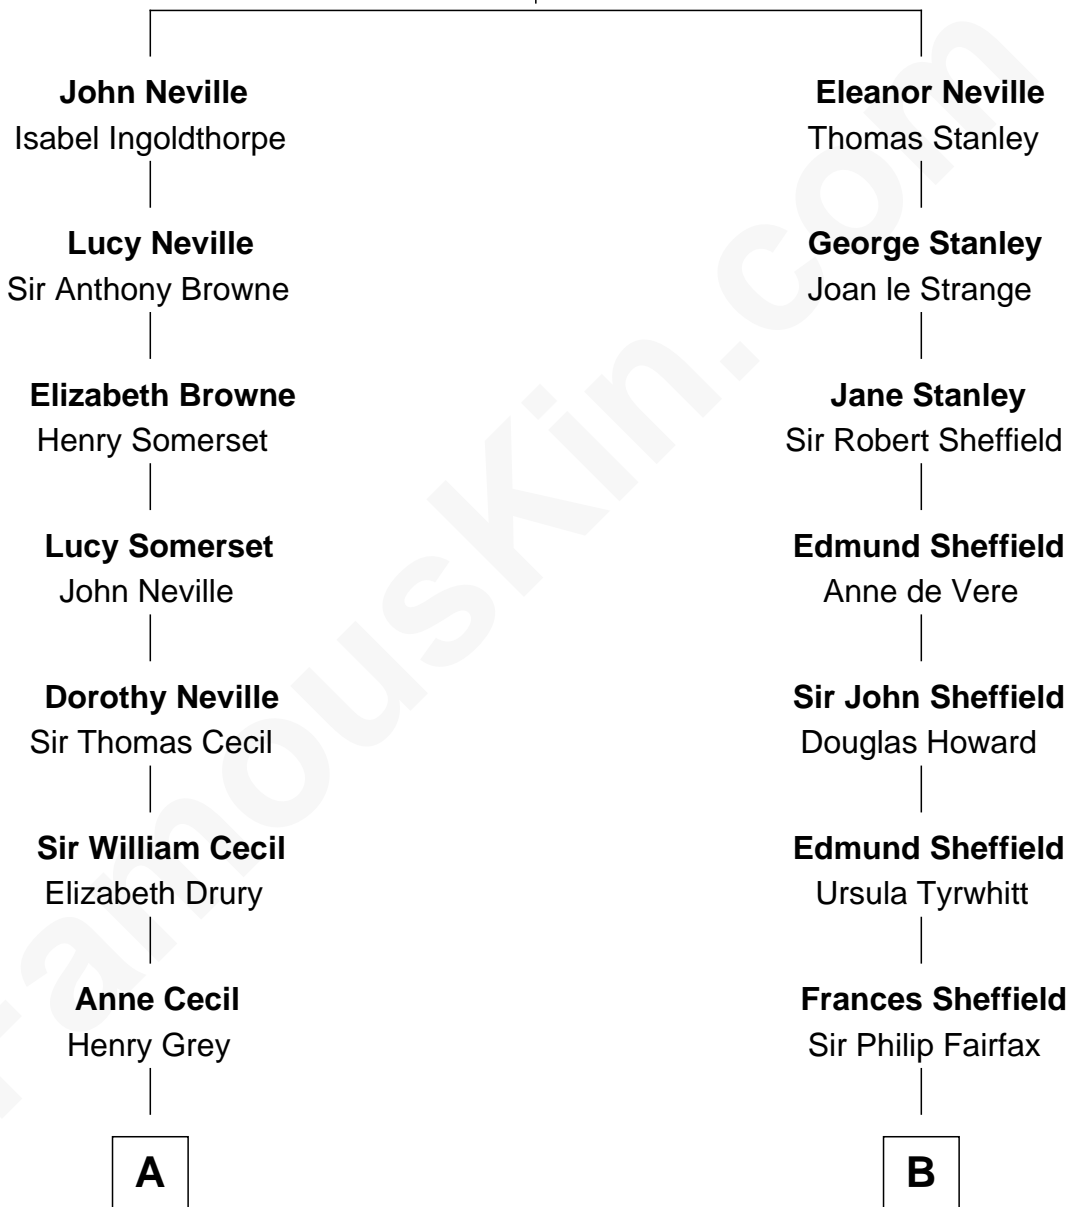 John Neville
Isabel Ingoldthorpe
Lucy Neville
Sir Anthony Browne
Elizabeth Browne
Henry Somerset
Lucy Somerset
John Neville
Dorothy Neville
Sir Thomas Cecil
Sir William Cecil
Elizabeth Drury
Anne Cecil
Henry Grey
A
Eleanor Neville
Thomas Stanley
George Stanley
Joan le Strange
Jane Stanley
Sir Robert Sheffield
Edmund Sheffield
Anne de Vere
Sir John Sheffield
Douglas Howard
Edmund Sheffield
Ursula Tyrwhitt
Frances Sheffield
Sir Philip Fairfax
B
FamousKin.com